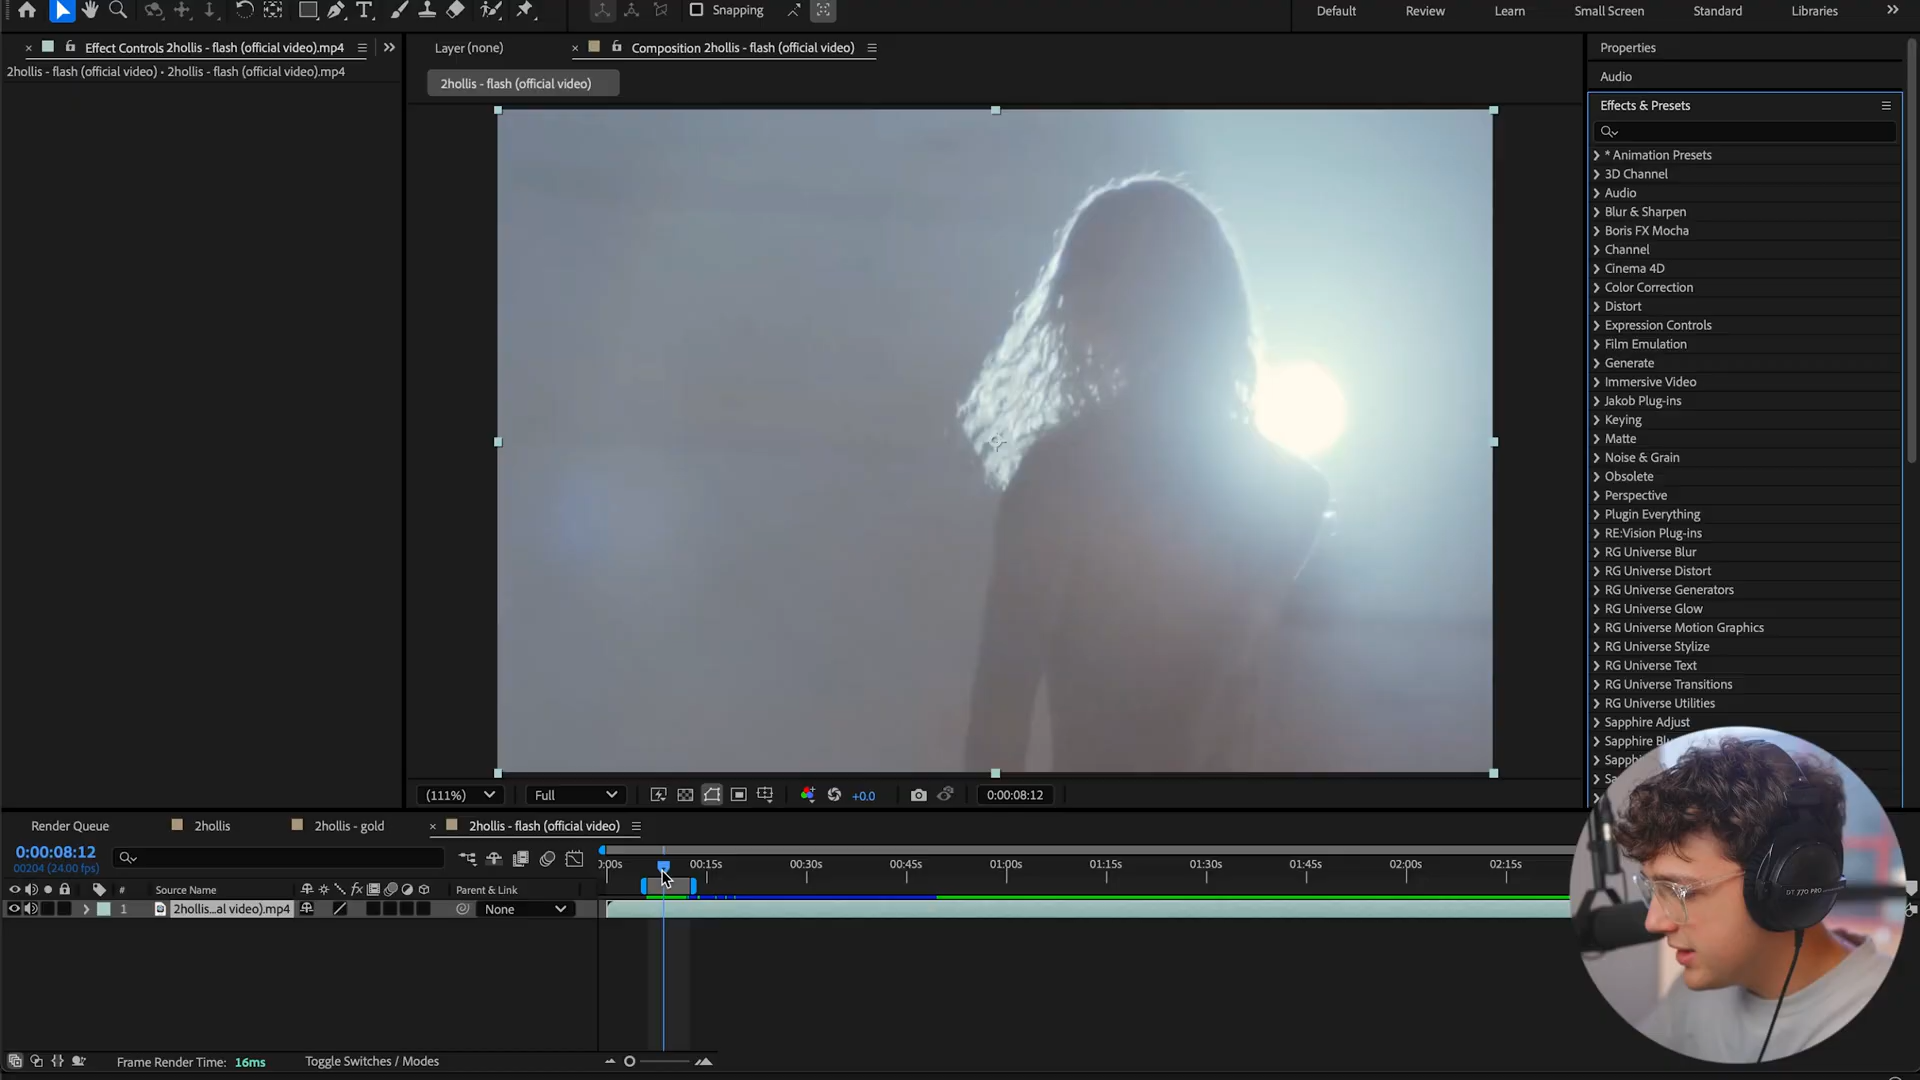 Snapping
Default
Review
Learn
Small Screen
Standard
Libraries
Effect Controls 2hollis - flash (official video).mp4
Layer (none)
Composition 2hollis - flash (official video)
Properties
2hollis - flash (official video) • 2hollis - flash (official video).mp4
2hollis - flash (official video)
Audio
Effects & Presets
* Animation Presets
3D Channel
Audio
Blur & Sharpen
Boris FX Mocha
Channel
Cinema 4D
Color Correction
Distort
Expression Controls
Film Emulation
Generate
Immersive Video
Jakob Plug-ins
Keying
Matte
Noise & Grain
Obsolete
Perspective
Plugin Everything
RE:Vision Plug-ins
RG Universe Blur
RG Universe Distort
RG Universe Generators
RG Universe Glow
RG Universe Motion Graphics
RG Universe Stylize
RG Universe Text
RG Universe Transitions
RG Universe Utilities
Sapphire Adjust
Sapphire
(111%)
Full
+0.0
0:00:08:12
Render Queue
2hollis
2hollis - gold
2hollis - flash (official video)
0:00:08:12
00204 (24.00 fps)
0:00s
00:15s
00:30s
00:45s
01:00s
01:15s
01:30s
01:45s
02:00s
02:15s
# Source Name
fx
Parent & Link
1 2hollis...al video).mp4
None
Frame Render Time: 16ms
Toggle Switches / Modes
DT 770 PRO